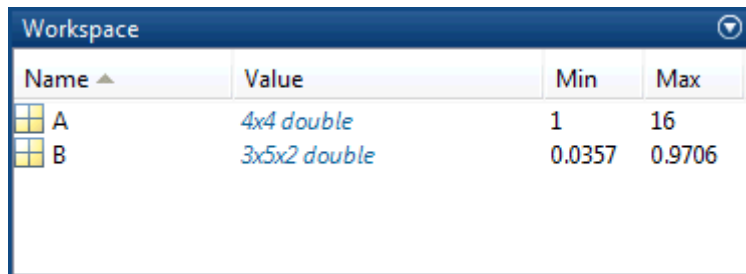 Workspace
Name Value Min Max
A 4x4 double 1 16
B 3x5x2 double 0.0357 0.9706